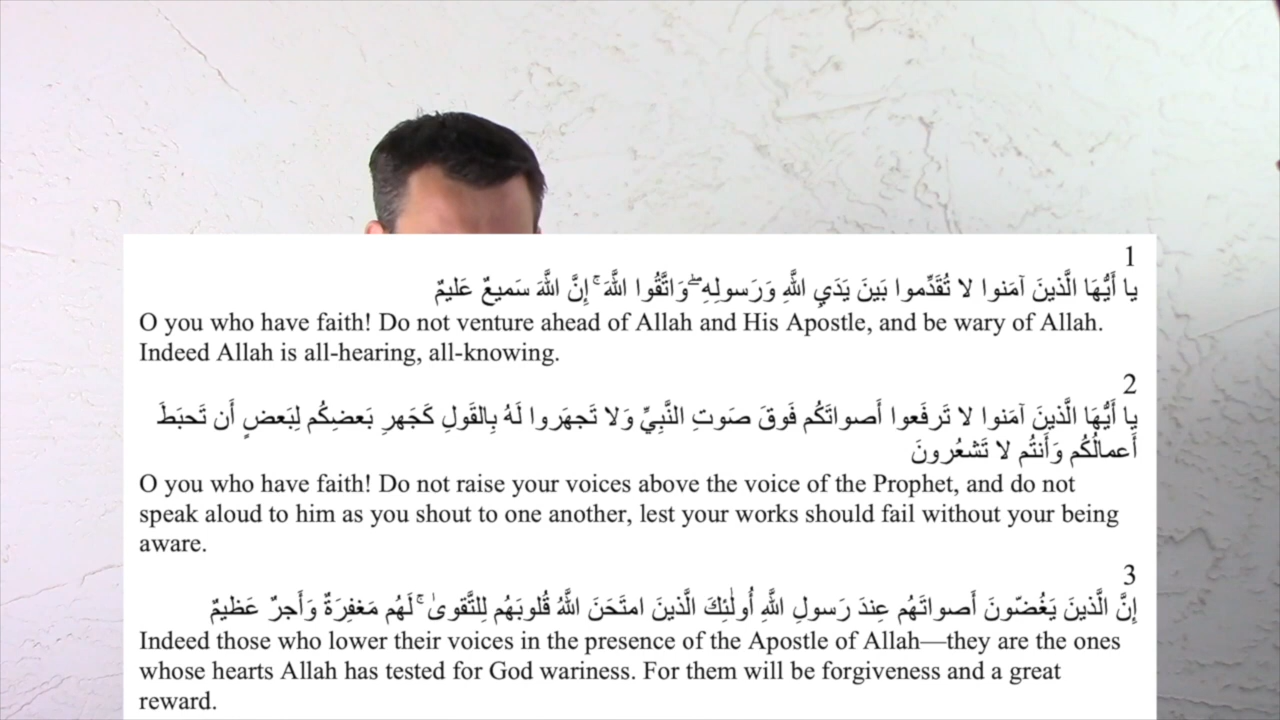 1
يا أَيُّهَا الَّذينَ آمَنوا لا تُقَدِّموا بَينَ يَدَيِ اللَّهِ وَرَسولِهِ ۖ وَاتَّقُوا اللَّهَ ۚ إِنَّ اللَّهَ سَميعٌ عَليمٌ
O you who have faith! Do not venture ahead of Allah and His Apostle, and be wary of Allah.
Indeed Allah is all-hearing, all-knowing.
2
يا أَيُّهَا الَّذينَ آمَنوا لا تَرفَعوا أَصواتَكُم فَوقَ صَوتِ النَّبِيِّ وَلا تَجهَروا لَهُ بِالقَولِ كَجَهرِ بَعضِكُم لِبَعضٍ أَن تَحبَطَ
أَعمالُكُم وَأَنتُم لا تَشعُرونَ
O you who have faith! Do not raise your voices above the voice of the Prophet, and do not
speak aloud to him as you shout to one another, lest your works should fail without your being
aware.
3
إِنَّ الَّذينَ يَغُضّونَ أَصواتَهُم عِندَ رَسولِ اللَّهِ أُولٰئِكَ الَّذينَ امتَحَنَ اللَّهُ قُلوبَهُم لِلتَّقوىٰ ۚ لَهُم مَغفِرَةٌ وَأَجرٌ عَظيمٌ
Indeed those who lower their voices in the presence of the Apostle of Allah—they are the ones
whose hearts Allah has tested for God wariness. For them will be forgiveness and a great
reward.